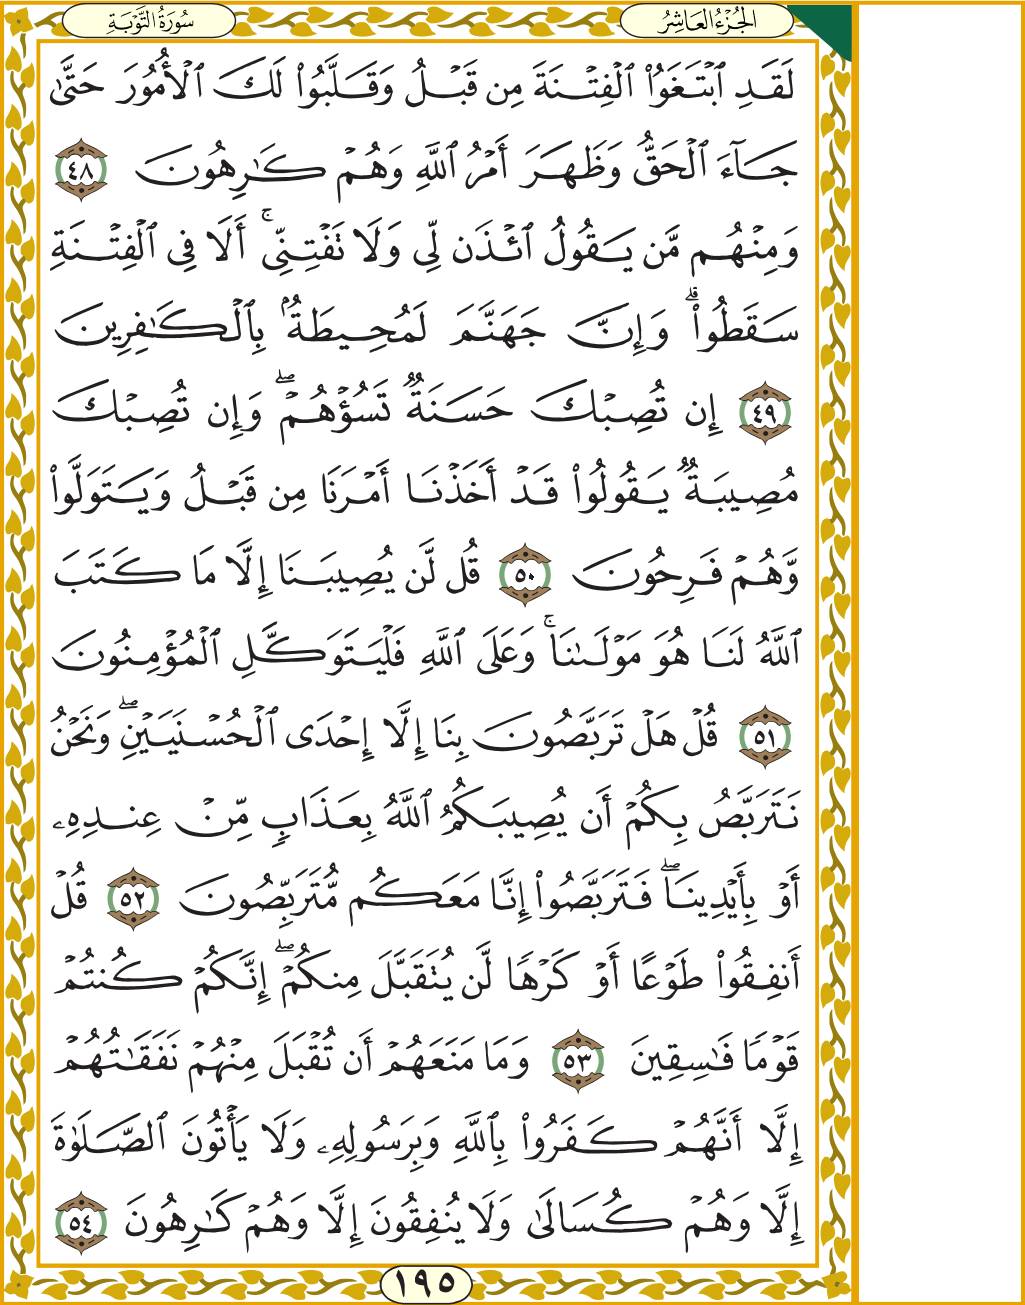 سُورَةُ التَّوْبَةِ
الجُزْءُ العَاشِرُ
لَقَدِ ٱبْتَغَوُا۟ ٱلْفِتْنَةَ مِن قَبْلُ وَقَلَّبُوا۟ لَكَ ٱلْأُمُورَ حَتَّىٰ
جَآءَ ٱلْحَقُّ وَظَهَرَ أَمْرُ ٱللَّهِ وَهُمْ كَـٰرِهُونَ ٤٨
وَمِنْهُم مَّن يَقُولُ ٱئْذَن لِّى وَلَا تَفْتِنِّىٓ ۚ أَلَا فِى ٱلْفِتْنَةِ
سَقَطُوا۟ ۗ وَإِنَّ جَهَنَّمَ لَمُحِيطَةٌۢ بِٱلْكَـٰفِرِينَ
٤٩ إِن تُصِبْكَ حَسَنَةٌ تَسُؤْهُمْ ۖ وَإِن تُصِبْكَ
مُصِيبَةٌ يَقُولُوا۟ قَدْ أَخَذْنَآ أَمْرَنَا مِن قَبْلُ وَيَتَوَلَّوا۟
وَّهُمْ فَرِحُونَ ٥٠ قُل لَّن يُصِيبَنَآ إِلَّا مَا كَتَبَ
ٱللَّهُ لَنَا هُوَ مَوْلَىٰنَا ۚ وَعَلَى ٱللَّهِ فَلْيَتَوَكَّلِ ٱلْمُؤْمِنُونَ
٥١ قُلْ هَلْ تَرَبَّصُونَ بِنَآ إِلَّآ إِحْدَى ٱلْحُسْنَيَيْنِ ۖ وَنَحْنُ
نَتَرَبَّصُ بِكُمْ أَن يُصِيبَكُمُ ٱللَّهُ بِعَذَابٍ مِّنْ عِندِهِۦٓ
أَوْ بِأَيْدِينَا ۖ فَتَرَبَّصُوٓا۟ إِنَّا مَعَكُم مُّتَرَبِّصُونَ ٥٢ قُلْ
أَنفِقُوا۟ طَوْعًا أَوْ كَرْهًا لَّن يُتَقَبَّلَ مِنكُمْ ۖ إِنَّكُمْ كُنتُمْ
قَوْمًا فَـٰسِقِينَ ٥٣ وَمَا مَنَعَهُمْ أَن تُقْبَلَ مِنْهُمْ نَفَقَـٰتُهُمْ
إِلَّآ أَنَّهُمْ كَفَرُوا۟ بِٱللَّهِ وَبِرَسُولِهِۦ وَلَا يَأْتُونَ ٱلصَّلَوٰةَ
إِلَّا وَهُمْ كُسَالَىٰ وَلَا يُنفِقُونَ إِلَّا وَهُمْ كَـٰرِهُونَ ٥٤
١٩٥